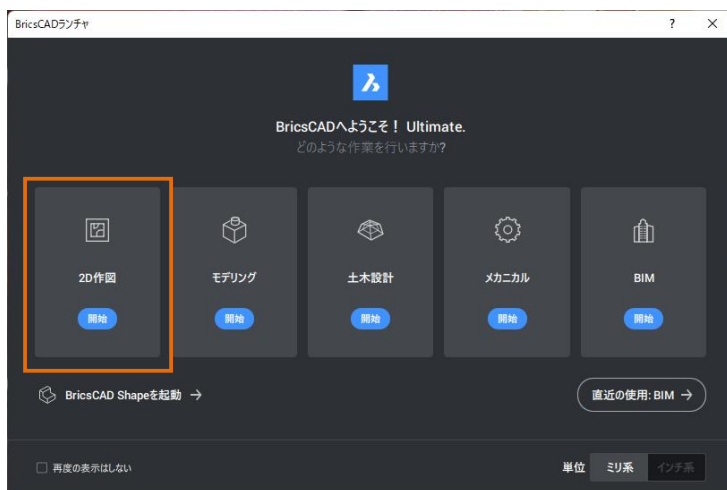 BricsCADランチャ
?
BricsCADへようこそ！ Ultimate.
どのような作業を行いますか?
2D作図
モデリング
土木設計
メカニカル
BIM
開始
開始
開始
開始
開始
BricsCAD Shapeを起動 →
直近の使用: BIM →
再度の表示はしない
単位
ミリ系
インチ系